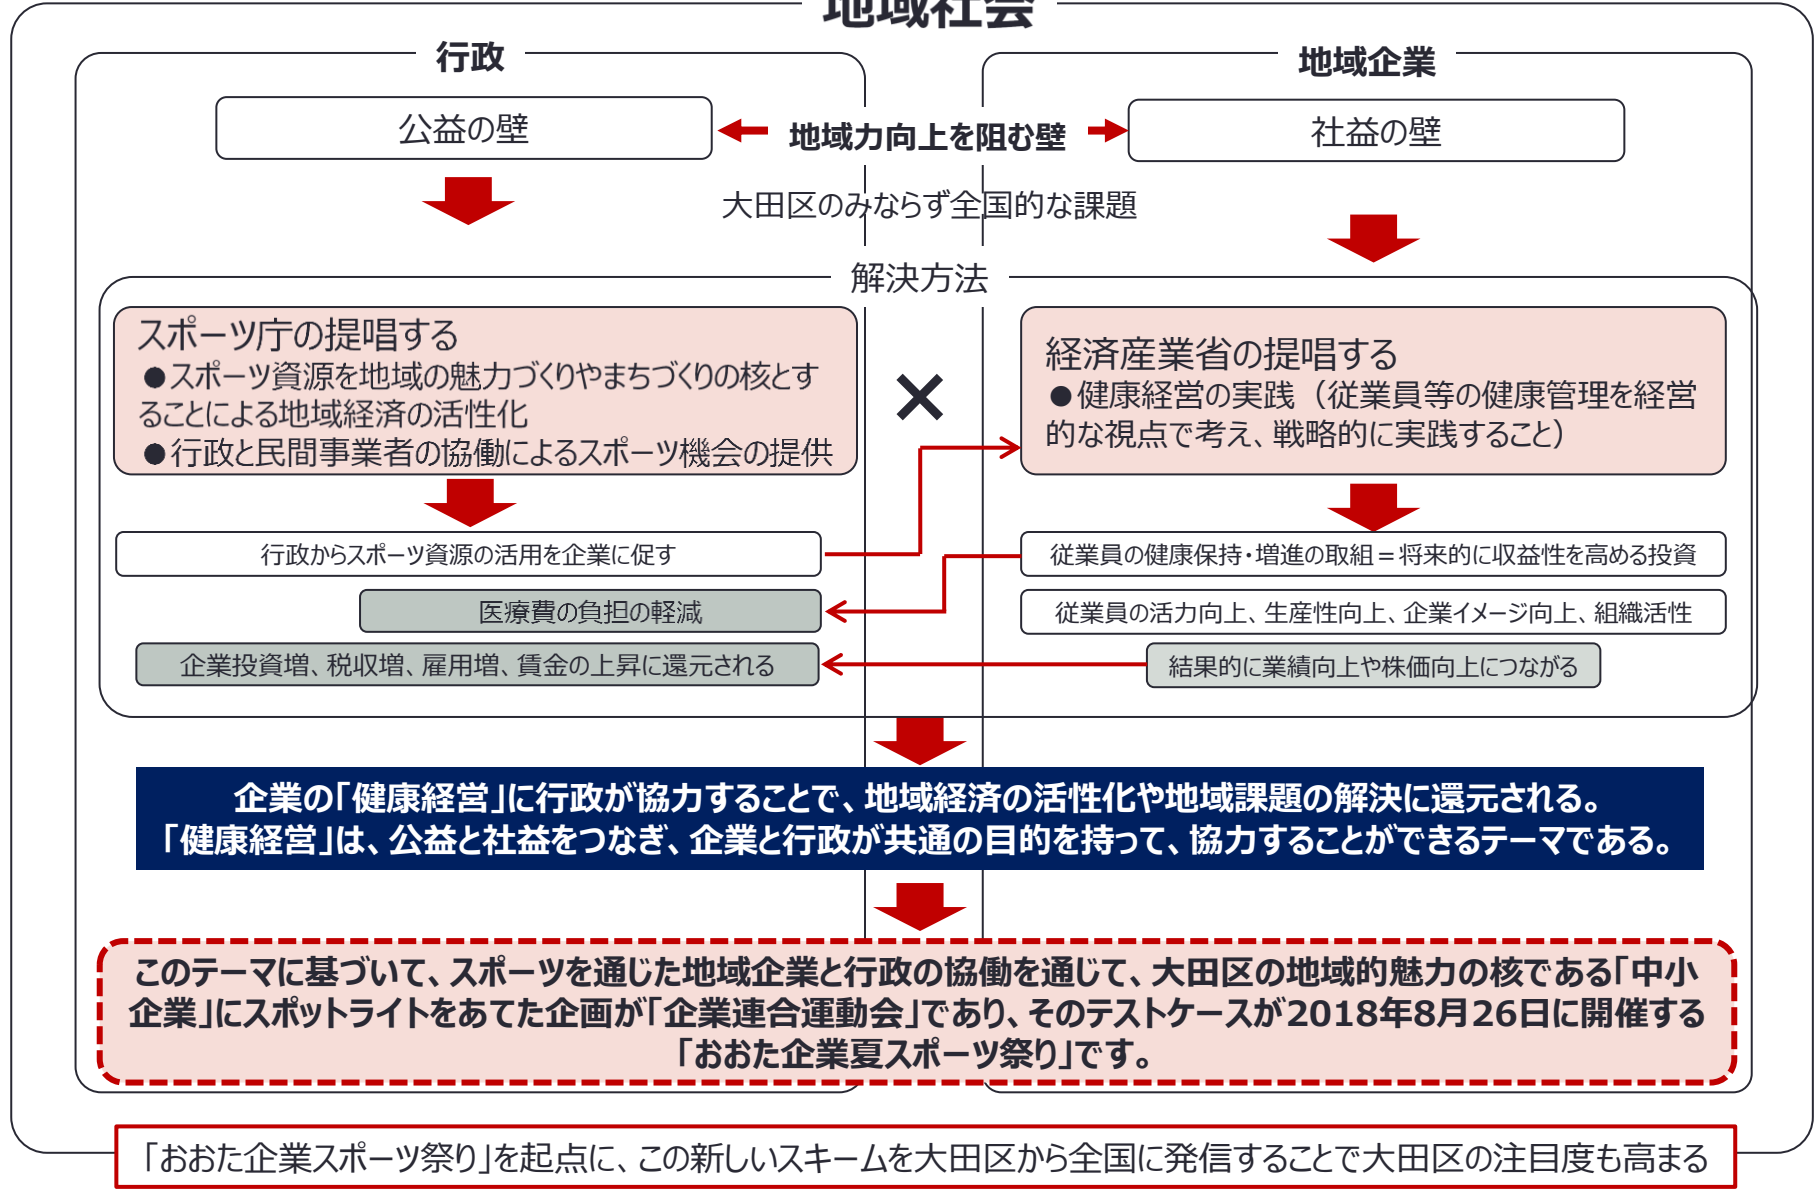 地域社会
行政
地域企業
公益の壁
地域力向上を阻む壁
社益の壁
大田区のみならず全国的な課題
解決方法
スポーツ庁の提唱する
●スポーツ資源を地域の魅力づくりやまちづくりの核とす
ることによる地域経済の活性化
●行政と民間事業者の協働によるスポーツ機会の提供
×
経済産業省の提唱する
●健康経営の実践（従業員等の健康管理を経営
的な視点で考え、戦略的に実践すること）
行政からスポーツ資源の活用を企業に促す
従業員の健康保持・増進の取組＝将来的に収益性を高める投資
医療費の負担の軽減
従業員の活力向上、生産性向上、企業イメージ向上、組織活性
企業投資増、税収増、雇用増、賃金の上昇に還元される
結果的に業績向上や株価向上につながる
企業の「健康経営」に行政が協力することで、地域経済の活性化や地域課題の解決に還元される。
「健康経営」は、公益と社益をつなぎ、企業と行政が共通の目的を持って、協力することができるテーマである。
このテーマに基づいて、スポーツを通じた地域企業と行政の協働を通じて、大田区の地域的魅力の核である「中小
企業」にスポットライトをあてた企画が「企業連合運動会」であり、そのテストケースが2018年8月26日に開催する
「おおた企業夏スポーツ祭り」です。
「おおた企業スポーツ祭り」を起点に、この新しいスキームを大田区から全国に発信することで大田区の注目度も高まる